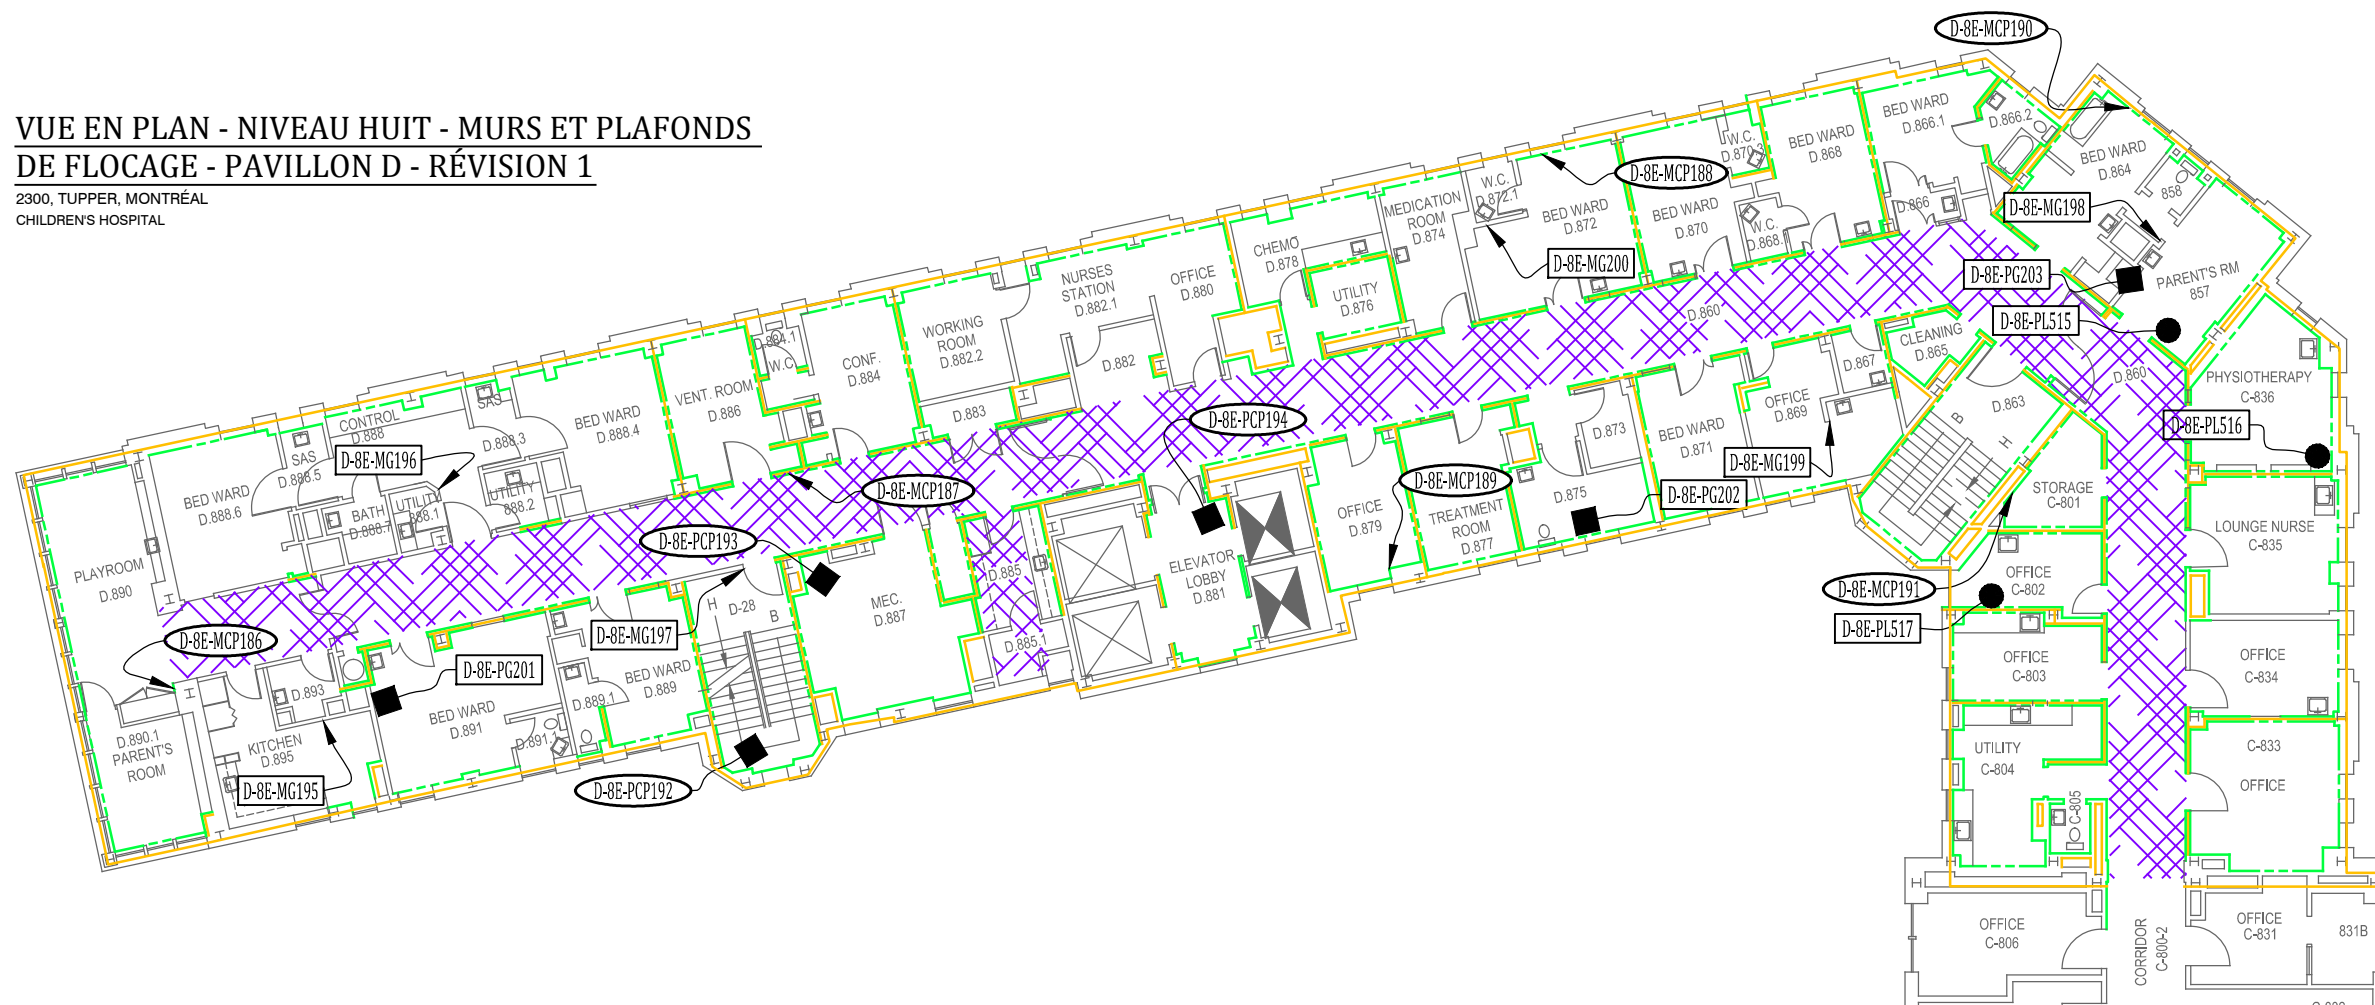 VUE EN PLAN - NIVEAU HUIT - MURS ET PLAFONDS
DE FLOCAGE - PAVILLON D - RÉVISION 1
2300, TUPPER, MONTRÉAL
CHILDREN'S HOSPITAL
D-8E-MCP190
BED WARD
D.866.1
D.866.2
BED WARD
D.864
858
D-8E-MG198
D-8E-PG203
PARENT'S RM
857
D-8E-PL515
BED WARD
D.868
W.C.
D.870.3
D-8E-MCP188
BED WARD
D.870
W.C.
D.868.1
D.866
W.C.
D.872.1
BED WARD
D.872
D-8E-MG200
MEDICATION
ROOM
D.874
CHEMO
D.878
UTILITY
D.876
OFFICE
D.880
NURSES
STATION
D.882.1
WORKING
ROOM
D.882.2
D.882
D.883
D.860
CLEANING
D.865
D.867
OFFICE
D.869
D-8E-MG199
BED WARD
D.871
D.873
D.875
D-8E-PG202
TREATMENT
ROOM
D.877
D-8E-MCP189
OFFICE
D.879
D-8E-PCP194
ELEVATOR
LOBBY
D.881
D.860
D.863
B
H
PHYSIOTHERAPY
C-836
D-8E-PL516
STORAGE
C-801
LOUNGE NURSE
C-835
OFFICE
C-802
D-8E-MCP191
D-8E-PL517
OFFICE
C-803
OFFICE
C-834
UTILITY
C-804
C-805
C-833
OFFICE
OFFICE
C-806
CORRIDOR
C-800-2
OFFICE
C-831
831B
D.884.1
W.C.
CONF.
D.884
VENT. ROOM
D.886
BED WARD
D.888.4
SAS
D.888.3
CONTROL
D.888
SAS
D.888.5
D-8E-MG196
BED WARD
D.888.6
BATH
D.888.7
UTILITY
888.1
UTILITY
888.2
PLAYROOM
D.890
D-8E-MCP187
D-8E-PCP193
D.885
D.885.1
MEC.
D.887
D-28
H
B
D-8E-MG197
BED WARD
D.889
D.889.1
D-8E-MCP186
D.893
D-8E-PG201
BED WARD
D.891
D.891.1
D.890.1
PARENT'S
ROOM
KITCHEN
D.895
D-8E-MG195
D-8E-PCP192